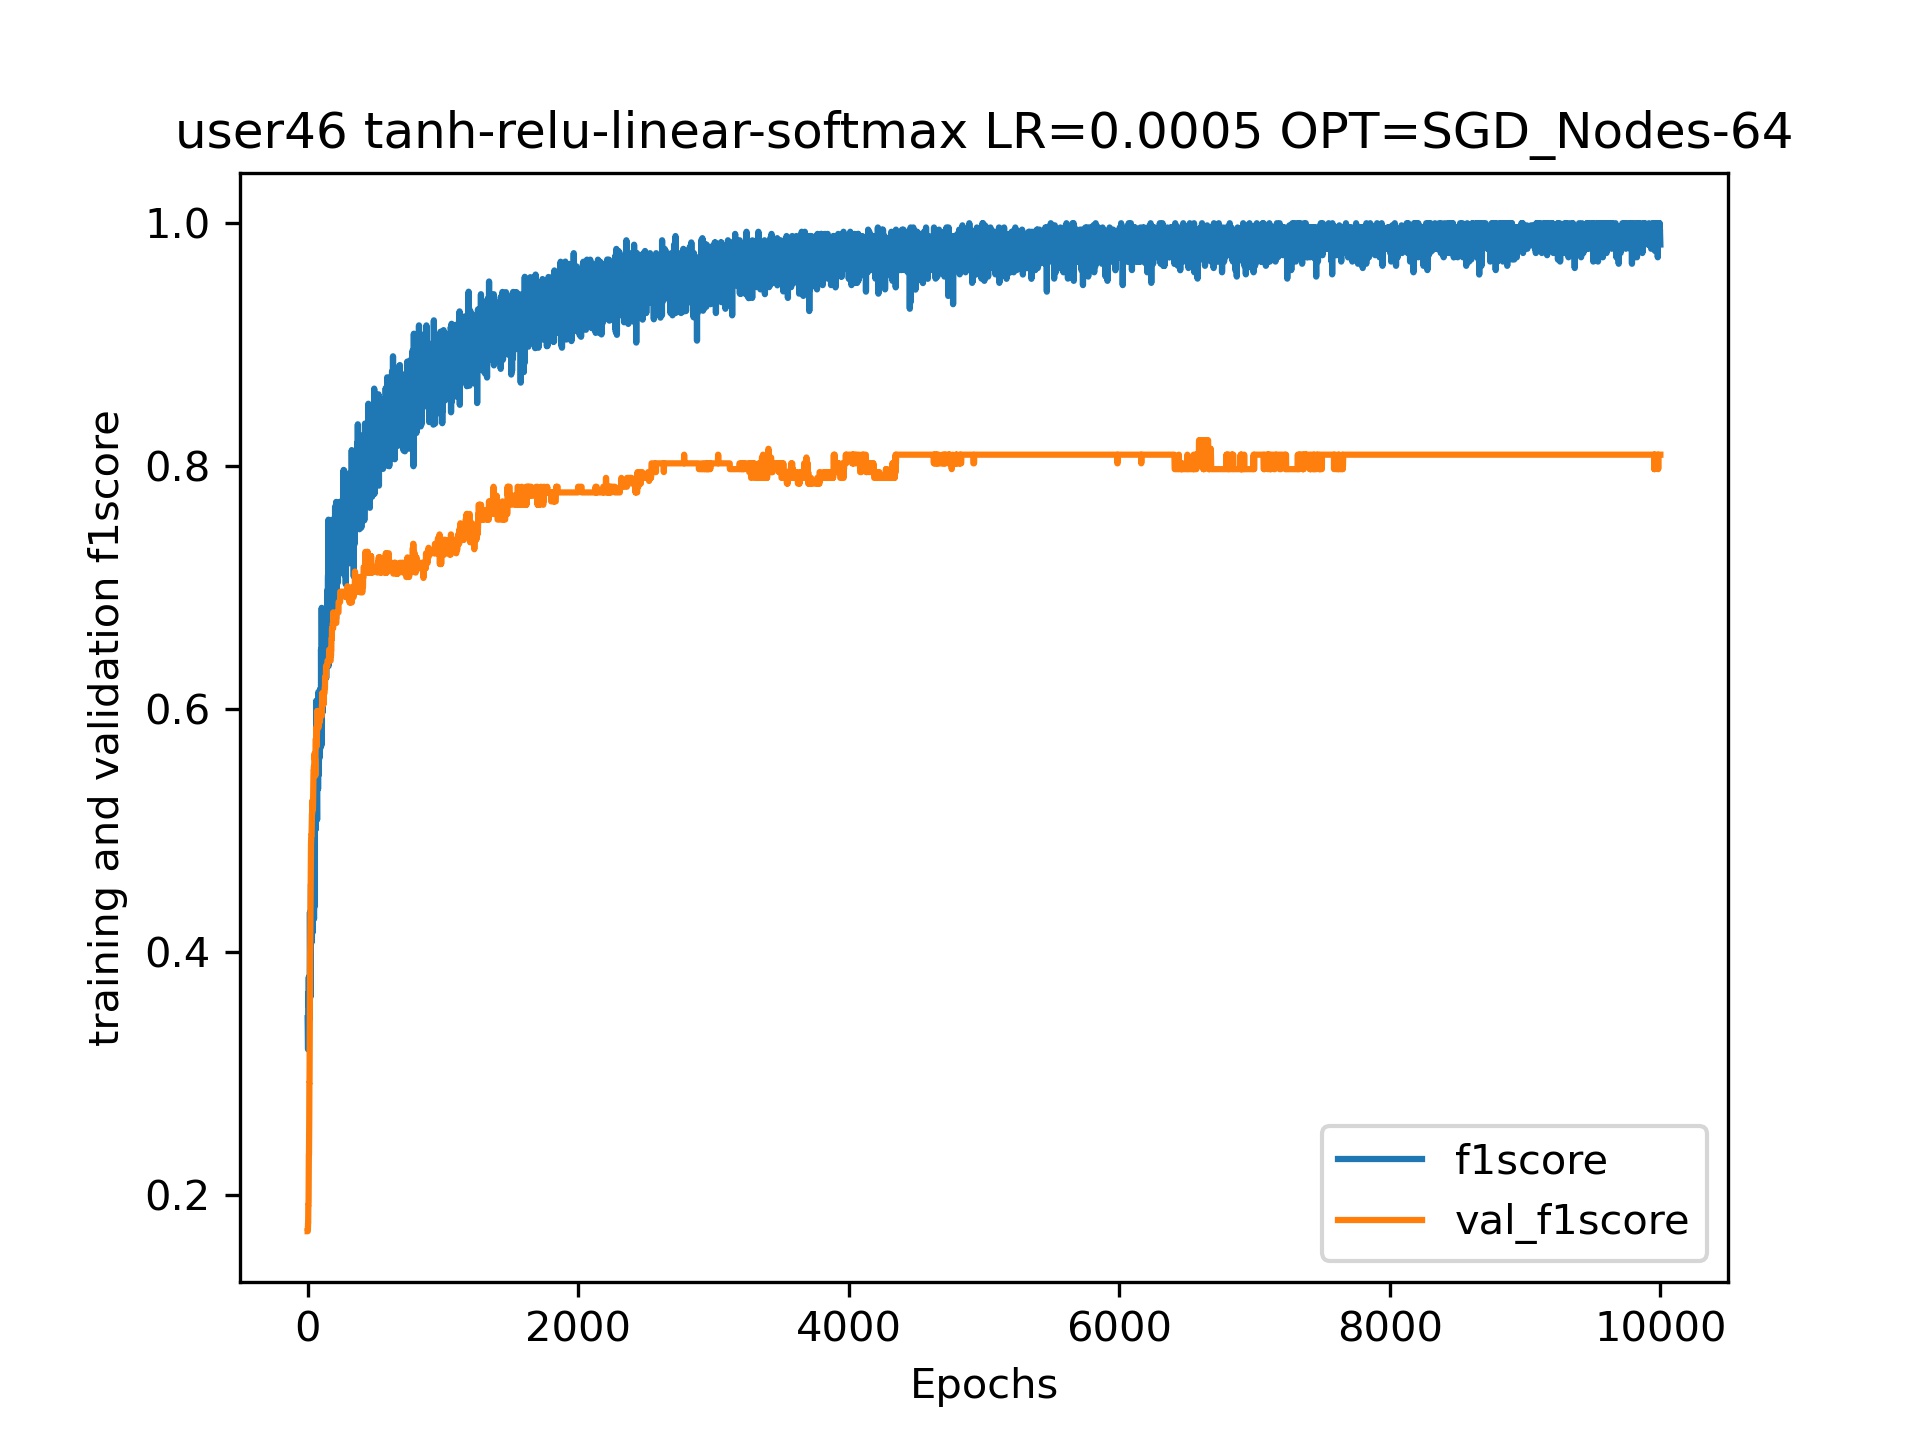 user46 tanh-relu-linear-softmax LR=0.0005 OPT=SGD_Nodes-64
training and validation f1score
1.0
0.8
0.6
0.4
0.2
f1score
val_f1score
0 2000 4000 6000 8000 10000
Epochs